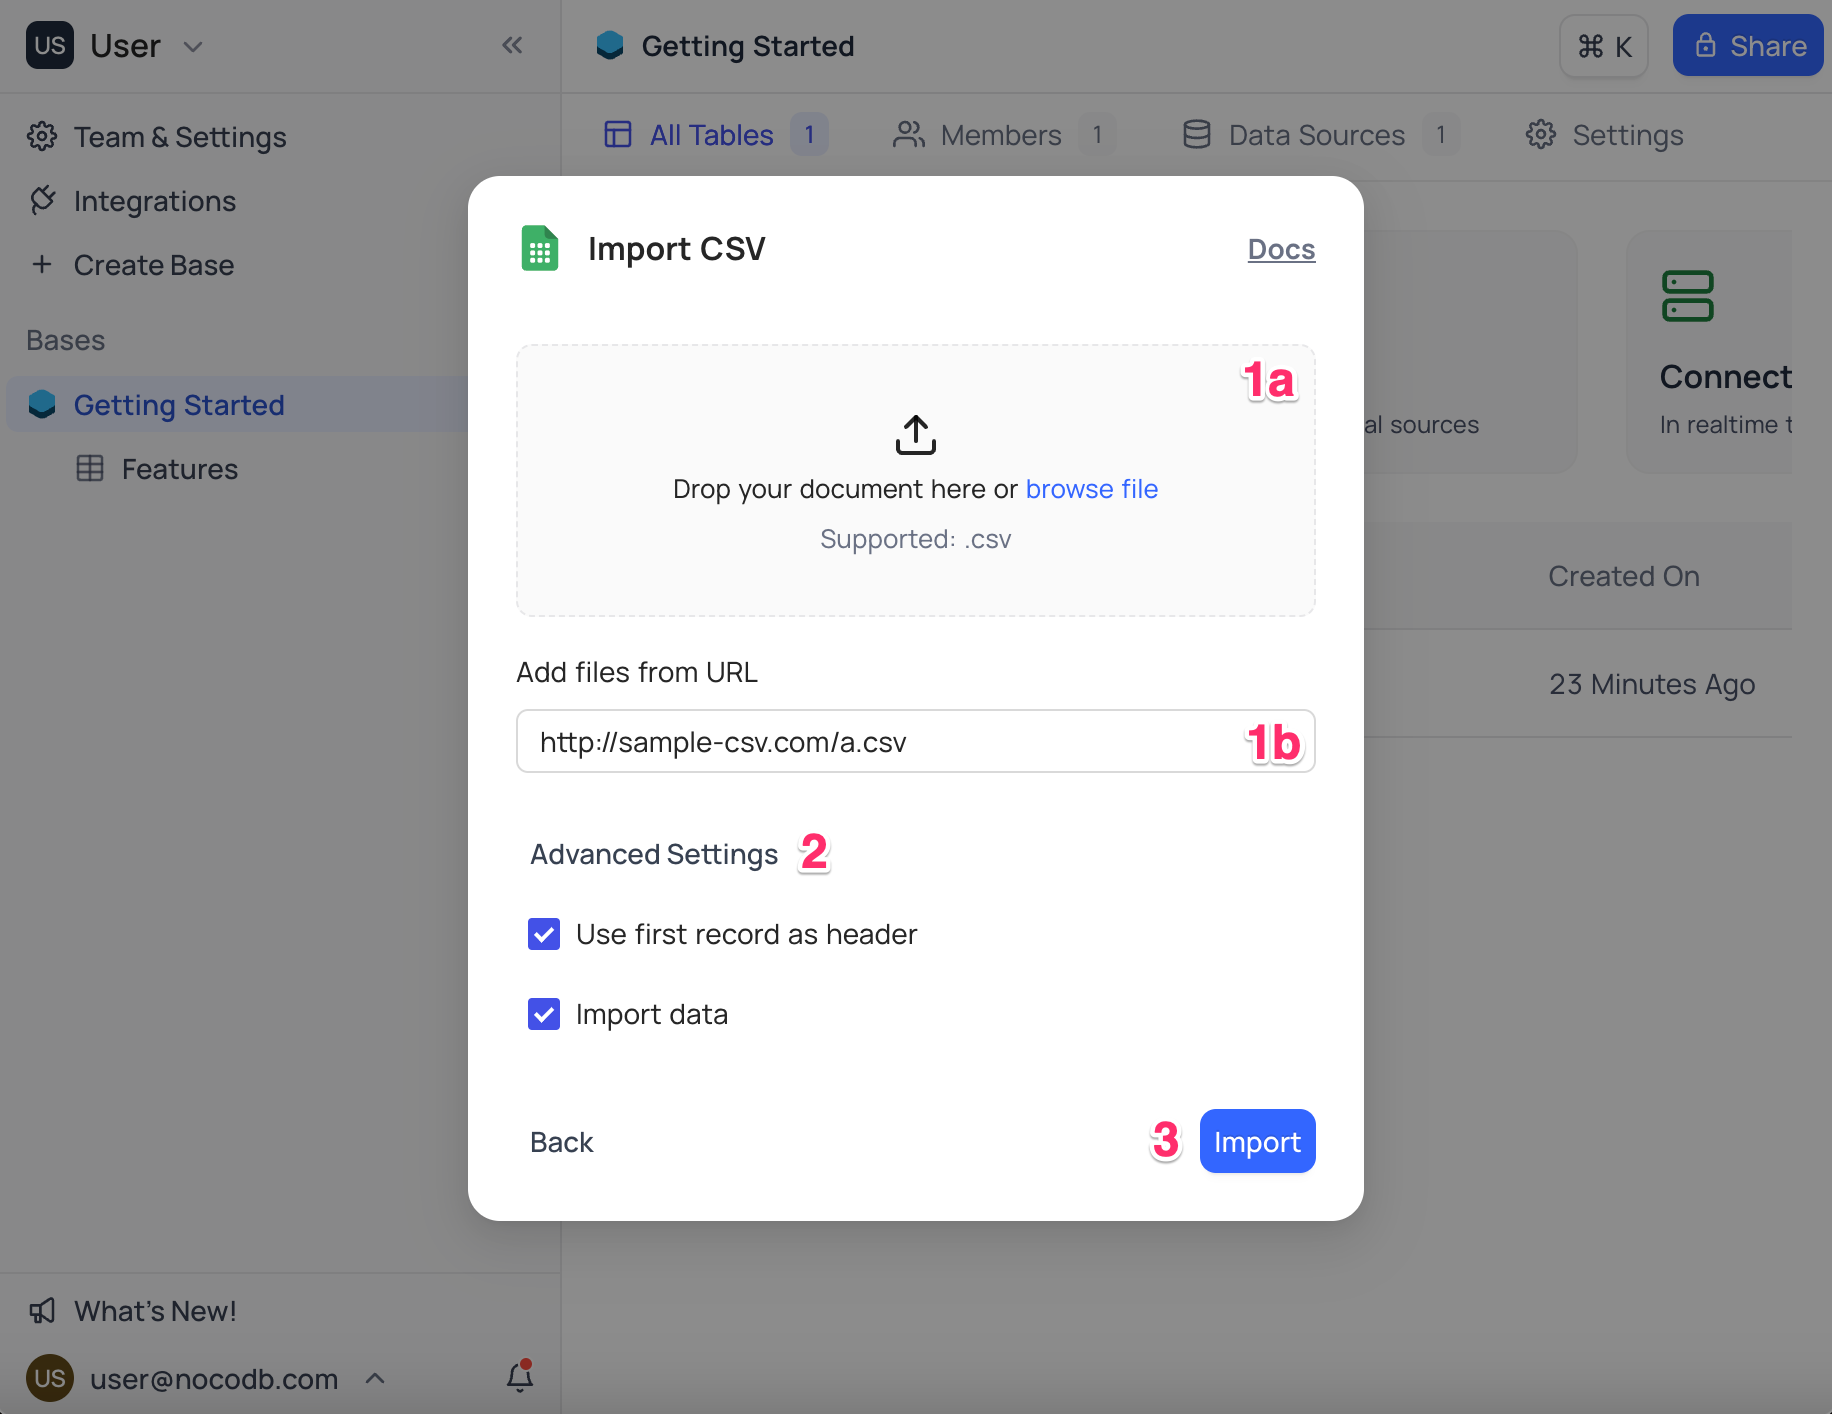 US User
Getting Started
⌘ K
Share
Team & Settings
Integrations
+ Create Base
Bases
Getting Started
Features
All Tables 1
Members 1
Data Sources 1
Settings
Import CSV
Docs
1a
Drop your document here or browse file
Supported: .csv
Add files from URL
http://sample-csv.com/a.csv
1b
Advanced Settings 2
Use first record as header
Import data
Back
3 Import
al sources
Connect
In realtime t
Created On
23 Minutes Ago
What's New!
US user@nocodb.com